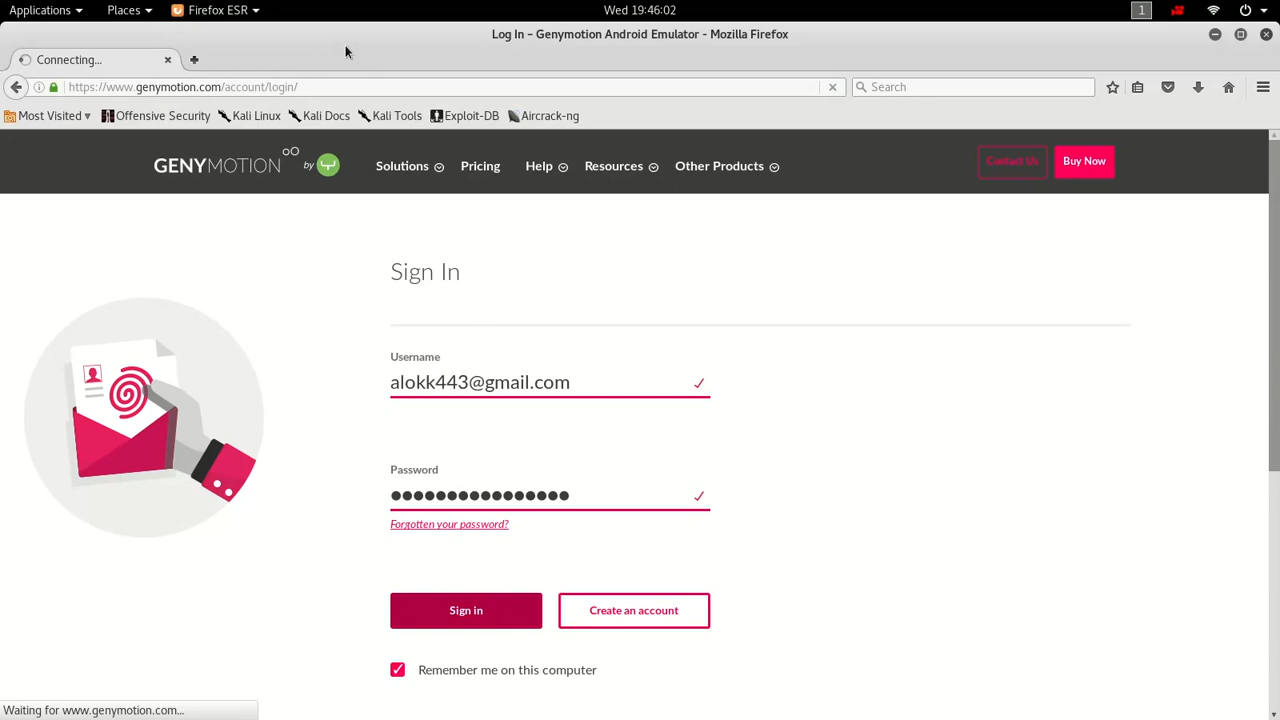 Applications Places Firefox ESR Wed 19:46:02 1
Log In – Genymotion Android Emulator - Mozilla Firefox
Connecting...
https://www.genymotion.com/account/login/ Search
Most Visited Offensive Security Kali Linux Kali Docs Kali Tools Exploit-DB Aircrack-ng
GENYMOTION by Solutions Pricing Help Resources Other Products Contact Us Buy Now
Sign In
Username
alokk443@gmail.com
Password
Forgotten your password?
Sign in Create an account
Remember me on this computer
Waiting for www.genymotion.com...